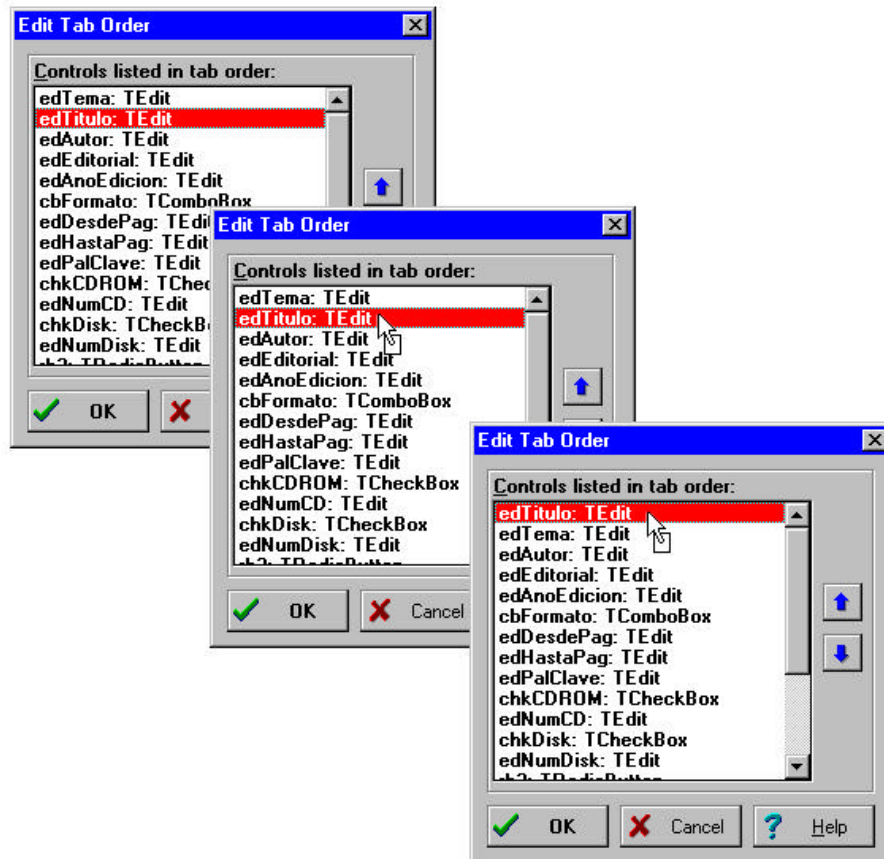 Edit Tab Order
Controls listed in tab order:
edTema: TEdit
edTitulo: TEdit
edAutor: TEdit
edEditorial: TEdit
edAnoEdicion: TEdit
cbFormato: TComboBox
edDesdePag: TEdit
edHastaPag: TEdit
edPalClave: TEdit
chkCDROM: TChec
edNumCD: TEdit
chkDisk: TCheckB
edNumDisk: TEdit
OK
Edit Tab Order
Controls listed in tab order:
edTema: TEdit
edTitulo: TEdit
edAutor: TEdit
edEditorial: TEdit
edAnoEdicion: TEdit
cbFormato: TComboBox
edDesdePag: TEdit
edHastaPag: TEdit
edPalClave: TEdit
chkCDROM: TCheckBox
edNumCD: TEdit
chkDisk: TCheckBox
edNumDisk: TEdit
OK Cancel
Edit Tab Order
Controls listed in tab order:
edTitulo: TEdit
edTema: TEdit
edAutor: TEdit
edEditorial: TEdit
edAnoEdicion: TEdit
cbFormato: TComboBox
edDesdePag: TEdit
edHastaPag: TEdit
edPalClave: TEdit
chkCDROM: TCheckBox
edNumCD: TEdit
chkDisk: TCheckBox
edNumDisk: TEdit
OK Cancel Help